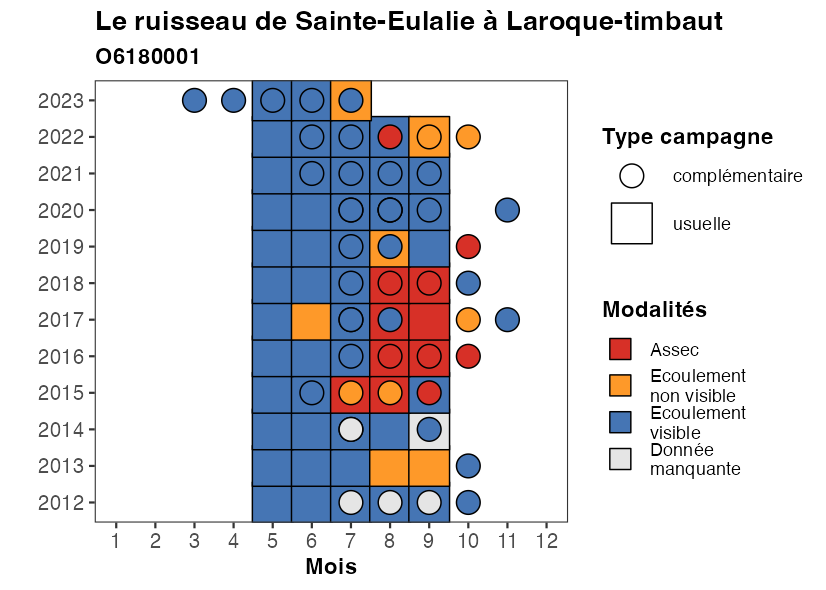 Le ruisseau de Sainte-Eulalie à Laroque-timbaut
O6180001
2023
2022
2021
2020
2019
2018
2017
2016
2015
2014
2013
2012
1 2 3 4 5 6 7 8 9 10 11 12
Mois
Type campagne
complémentaire
usuelle
Modalités
Assec
Ecoulement
non visible
Ecoulement
visible
Donnée
manquante